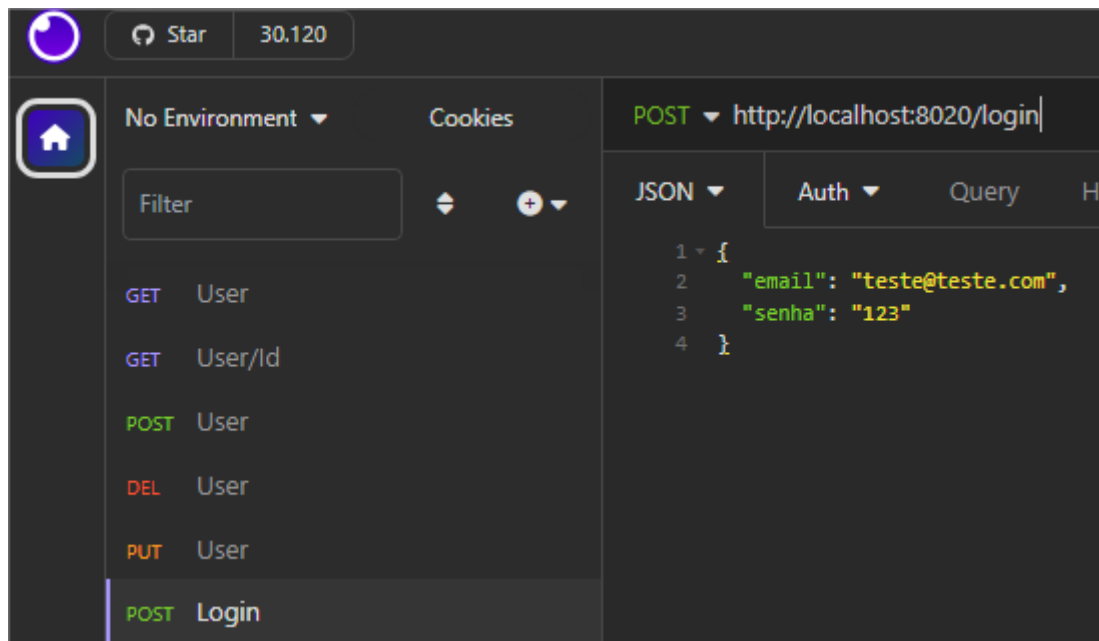 Star 30.120
No Environment Cookies
Filter
GET User
GET User/Id
POST User
DEL User
PUT User
POST Login
POST http://localhost:8020/login
JSON Auth Query H
1 {
2 "email": "teste@teste.com",
3 "senha": "123"
4 }